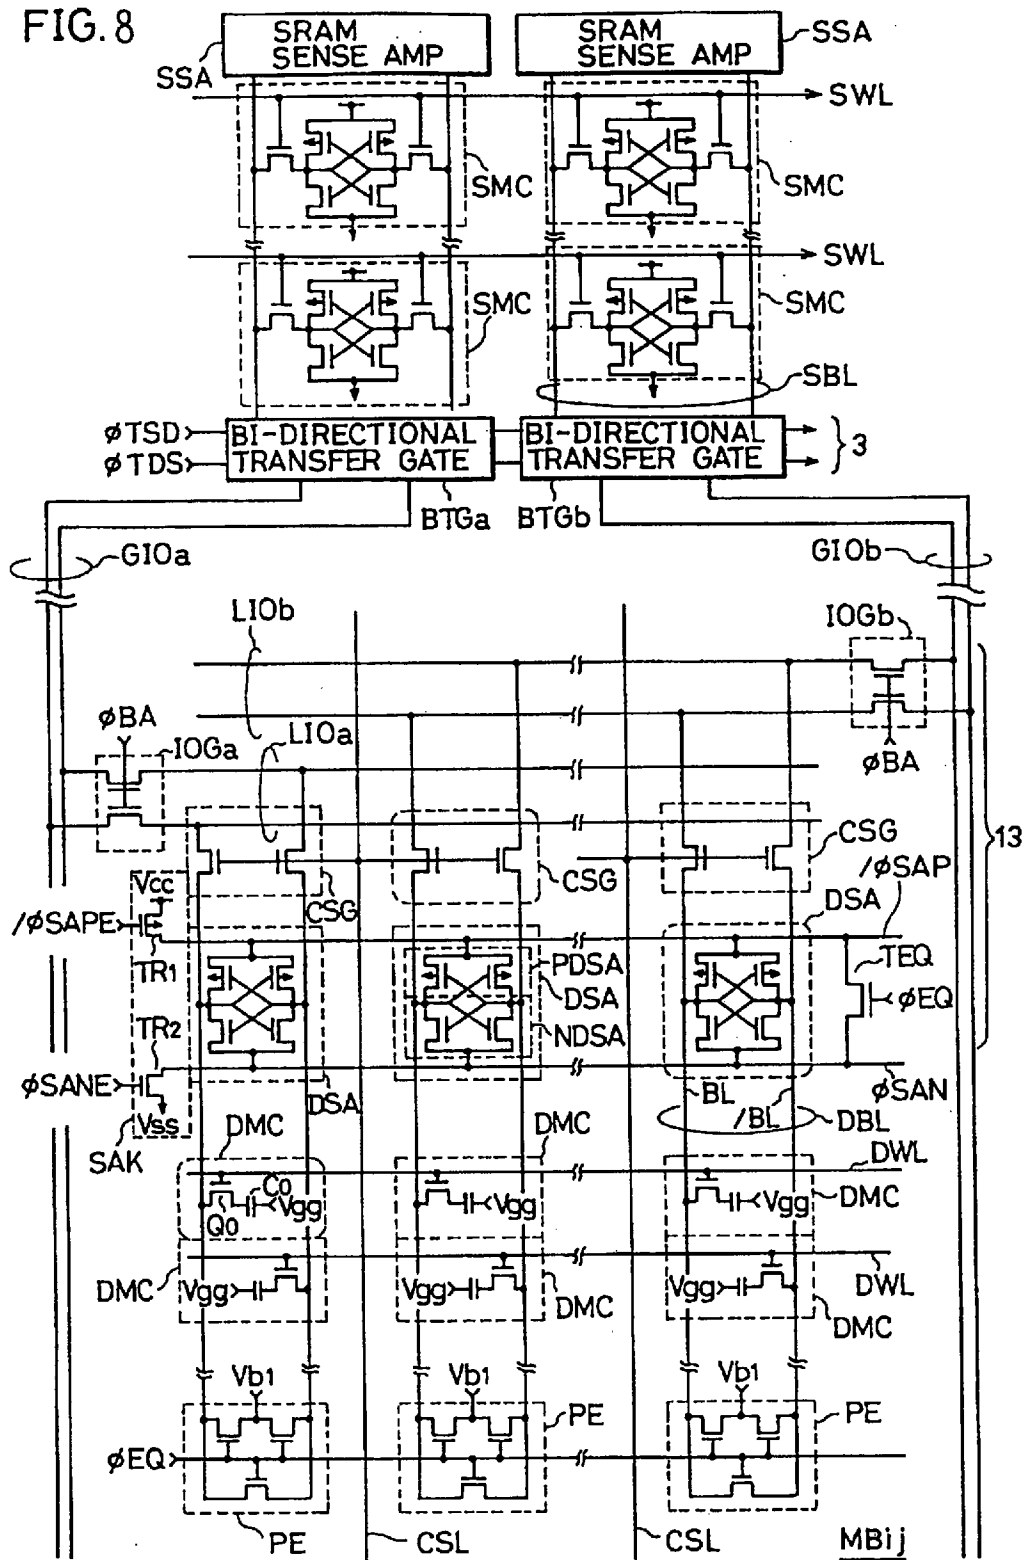 FIG. 8
SRAM
SENSE AMP
SSA
SRAM
SENSE AMP
SSA
SWL
SMC
SMC
SWL
SMC
SMC
SBL
φTSD
φTDS
BI-DIRECTIONAL
TRANSFER GATE
BI-DIRECTIONAL
TRANSFER GATE
3
BTGa
BTGb
GIOa
GIOb
LIOb
IOGb
φBA
IOGa
LIOa
φBA
13
CSG
CSG
CSG
/φSAP
Vcc
/φSAPE
TR1
DSA
TEQ
φEQ
PDSA
DSA
NDSA
TR2
φSANE
Vss
SAK
DSA
φSAN
BL
/BL
DBL
DMC
DMC
DWL
Qo
Co
Vgg
Vgg
Vgg
DMC
DMC
Vgg
Vgg
DMC
Vgg
DWL
DMC
Vb1
Vb1
Vb1
PE
PE
φEQ
PE
CSL
CSL
MBij